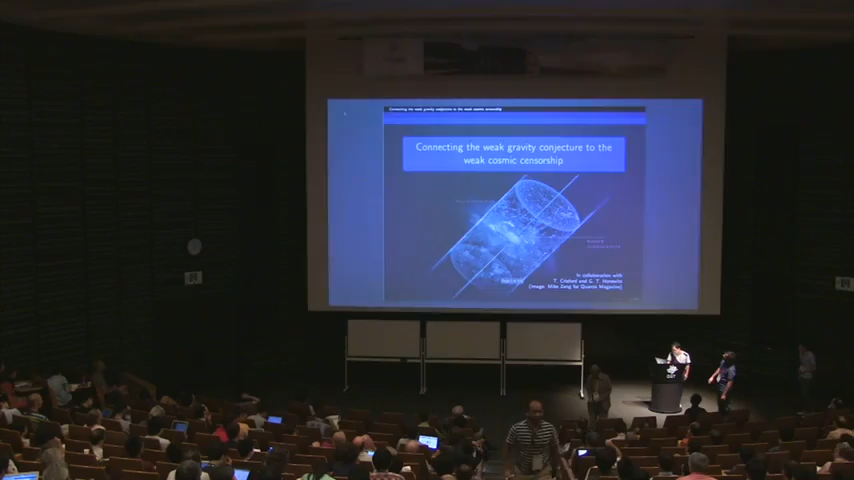 Connecting the weak gravity conjecture to the weak cosmic censorship
Connecting the weak gravity conjecture to the
weak cosmic censorship
In collaboration with
T. Crisford and G. T. Horowitz
(Image: Mike Zeng for Quanta Magazine)